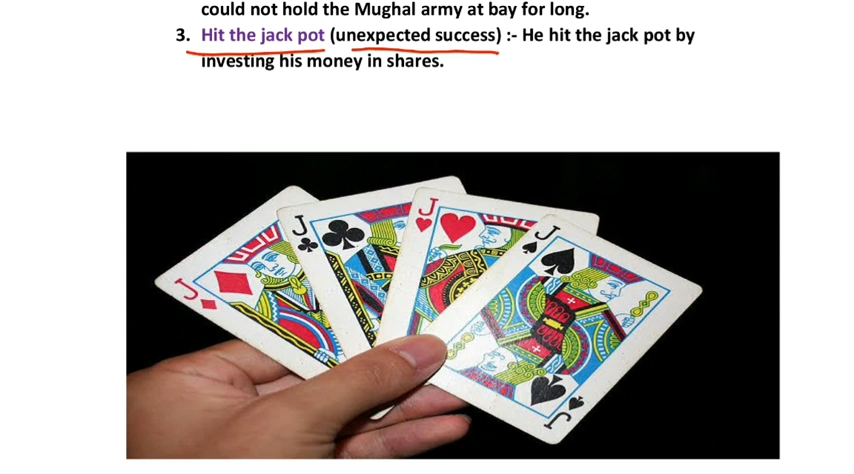 could not hold the Mughal army at bay for long.
3. Hit the jack pot (unexpected success) :- He hit the jack pot by
investing his money in shares.
J
J
J
J
J